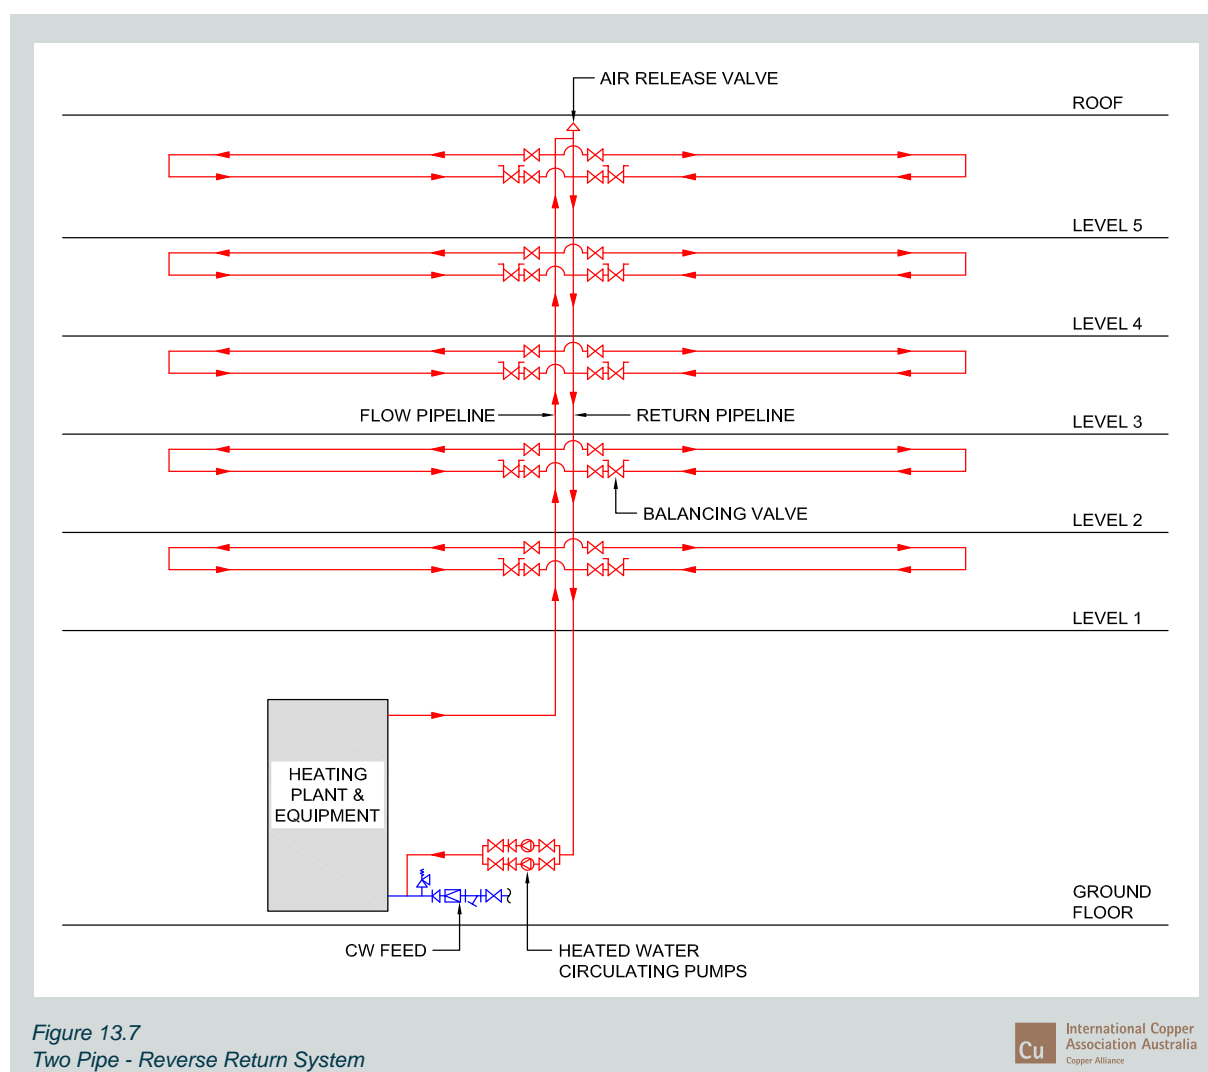 AIR RELEASE VALVE
ROOF
LEVEL 5
LEVEL 4
FLOW PIPELINE
RETURN PIPELINE
LEVEL 3
BALANCING VALVE
LEVEL 2
LEVEL 1
HEATING
PLANT &
EQUIPMENT
GROUND
FLOOR
CW FEED
HEATED WATER
CIRCULATING PUMPS
Figure 13.7
Two Pipe - Reverse Return System
Cu
International Copper
Association Australia
Copper Alliance